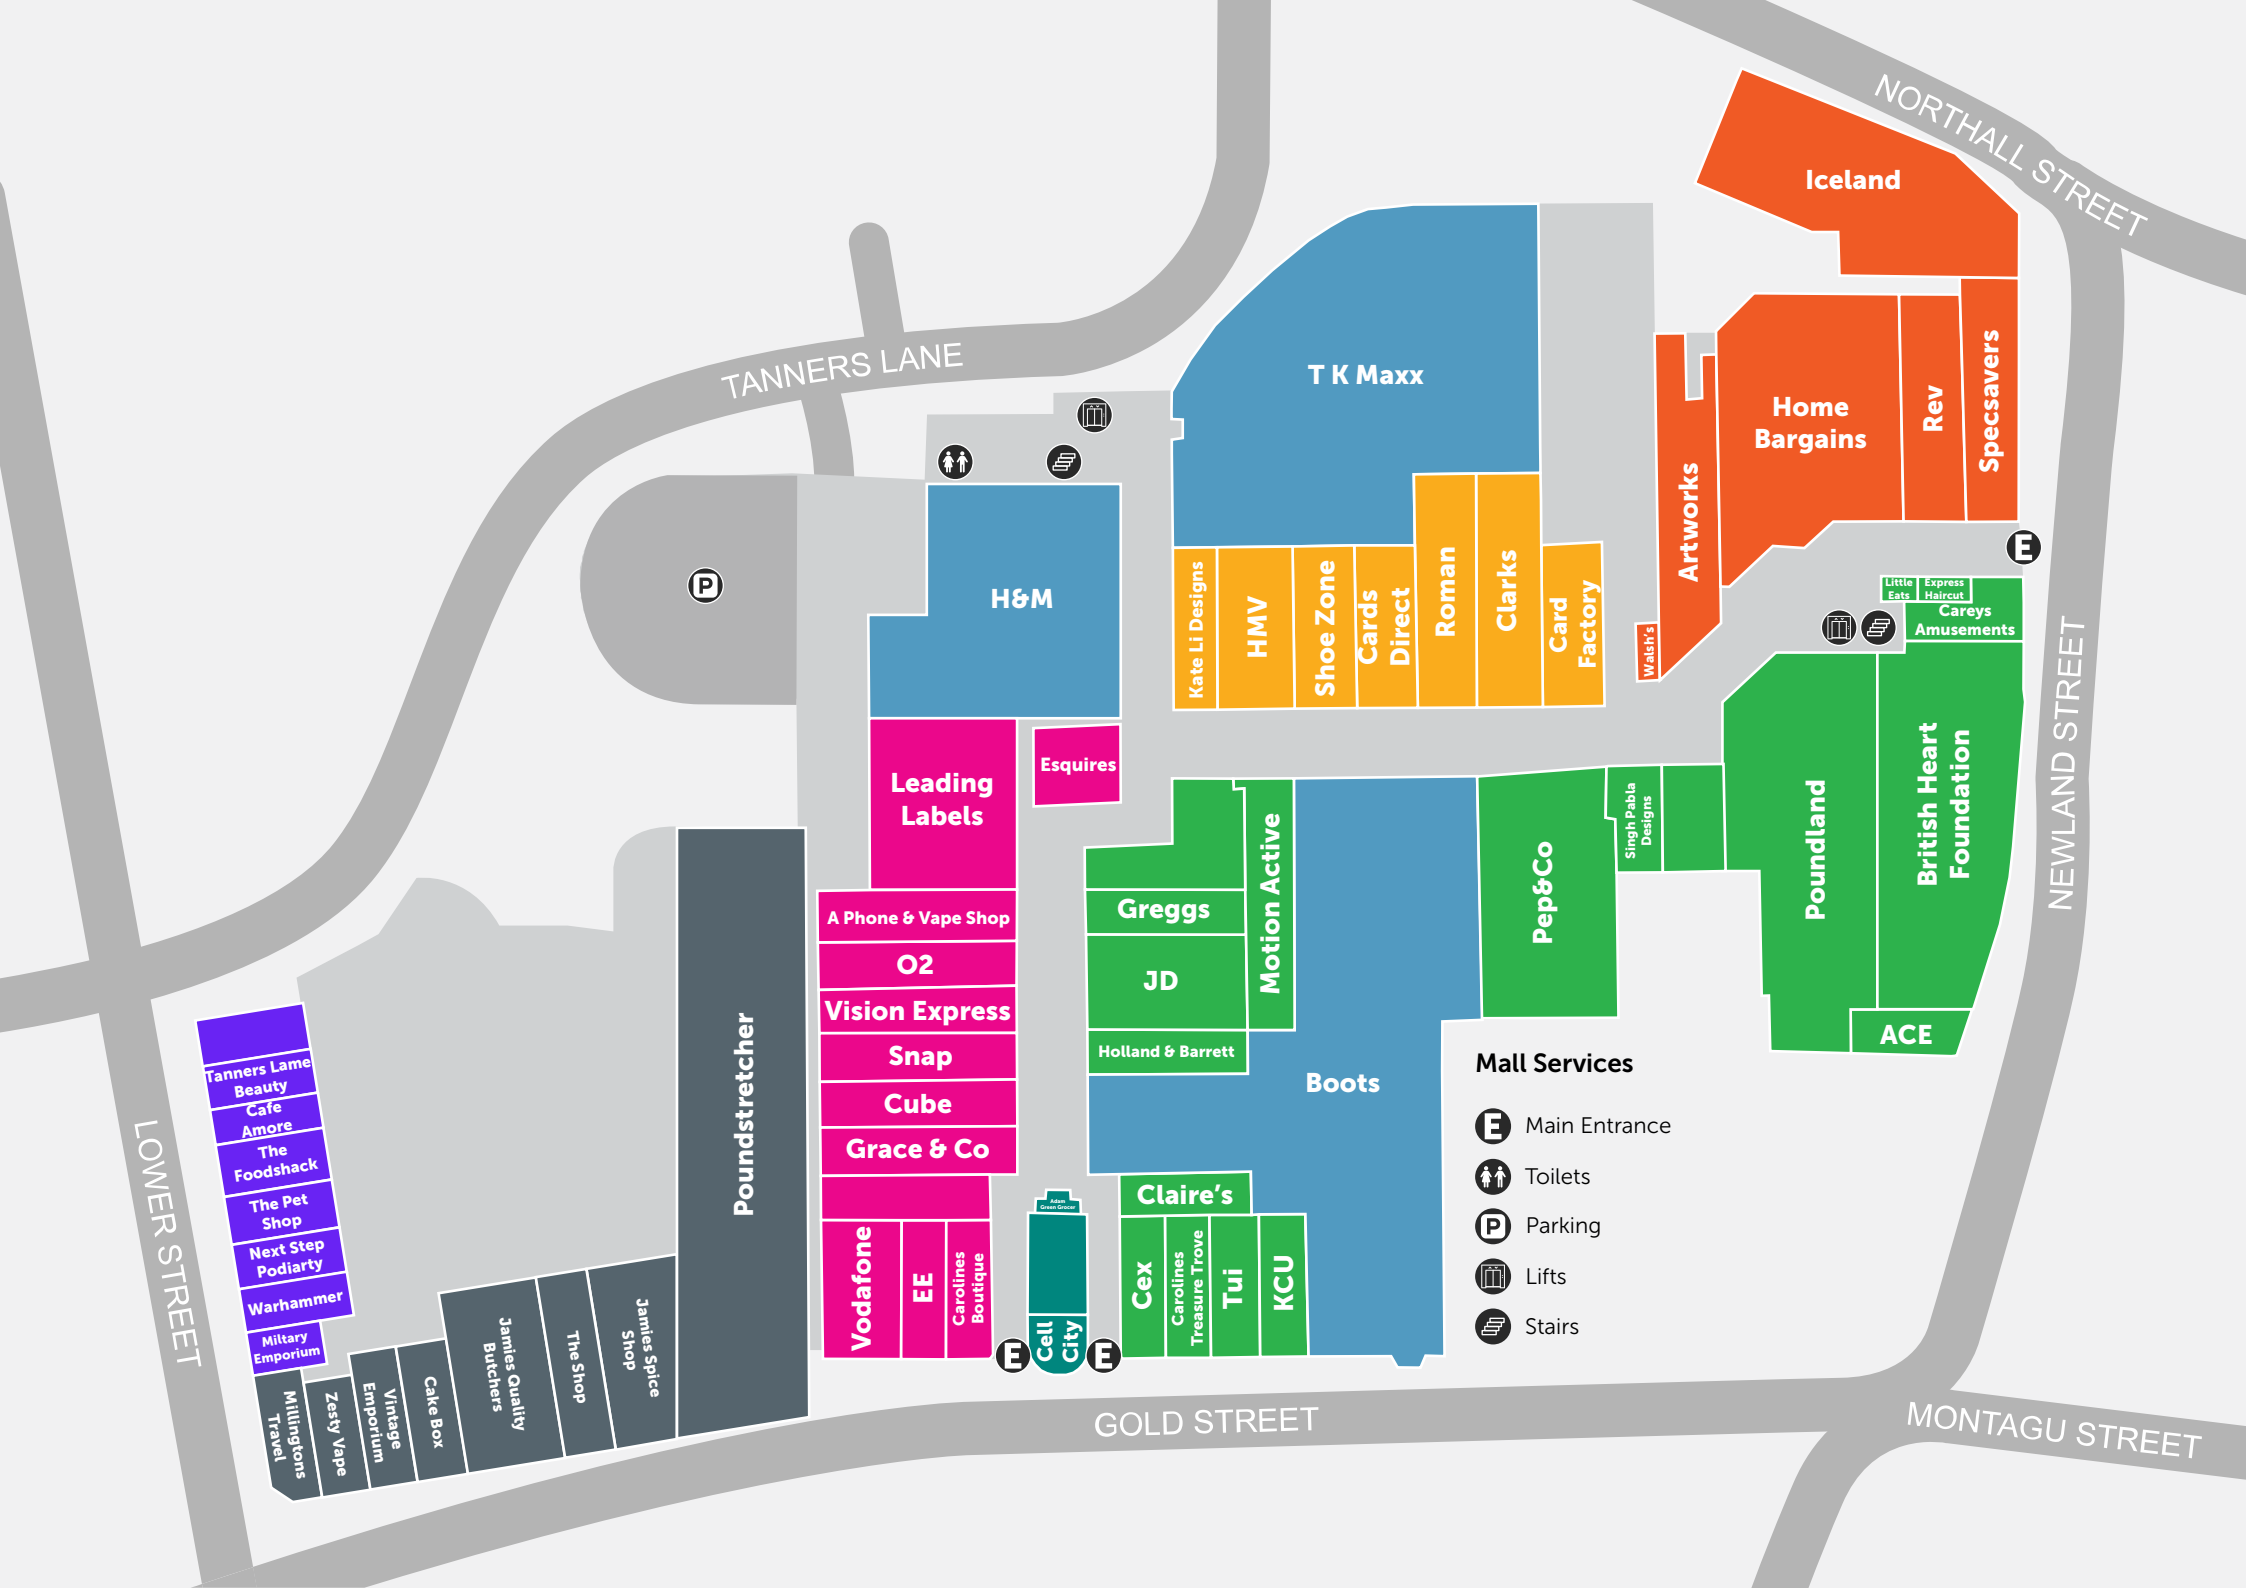 NORTHALL STREET
Iceland
TANNERS LANE
T K Maxx
Home
Bargains
Rev
Specsavers
Artworks
Walsh's
E
Little
Eats
Express
Haircut
Careys
Amusements
P
H&M
Kate Li Designs
HMV
Shoe Zone
Cards
Direct
Roman
Clarks
Card
Factory
NEWLAND STREET
Leading
Labels
Esquires
Motion Active
Pep&Co
Singh Pabla
Designs
Poundland
British Heart
Foundation
ACE
A Phone & Vape Shop
O2
Vision Express
Snap
Cube
Grace & Co
Greggs
JD
Holland & Barrett
Boots
Poundstretcher
Vodafone
EE
Carolines
Boutique
Adam
Green Grocer
Cell
City
E
E
Claire's
Cex
Carolines
Treasure Trove
Tui
KCU
Mall Services
E Main Entrance
Toilets
P Parking
Lifts
Stairs
LOWER STREET
Tanners Lame
Beauty
Cafe
Amore
The
Foodshack
The Pet
Shop
Next Step
Podiarty
Warhammer
Miltary
Emporium
Millingtons
Travel
Zesty Vape
Vintage
Emporium
Cake Box
Jamies Quality
Butchers
The Shop
Jamies Spice
Shop
GOLD STREET
MONTAGU STREET